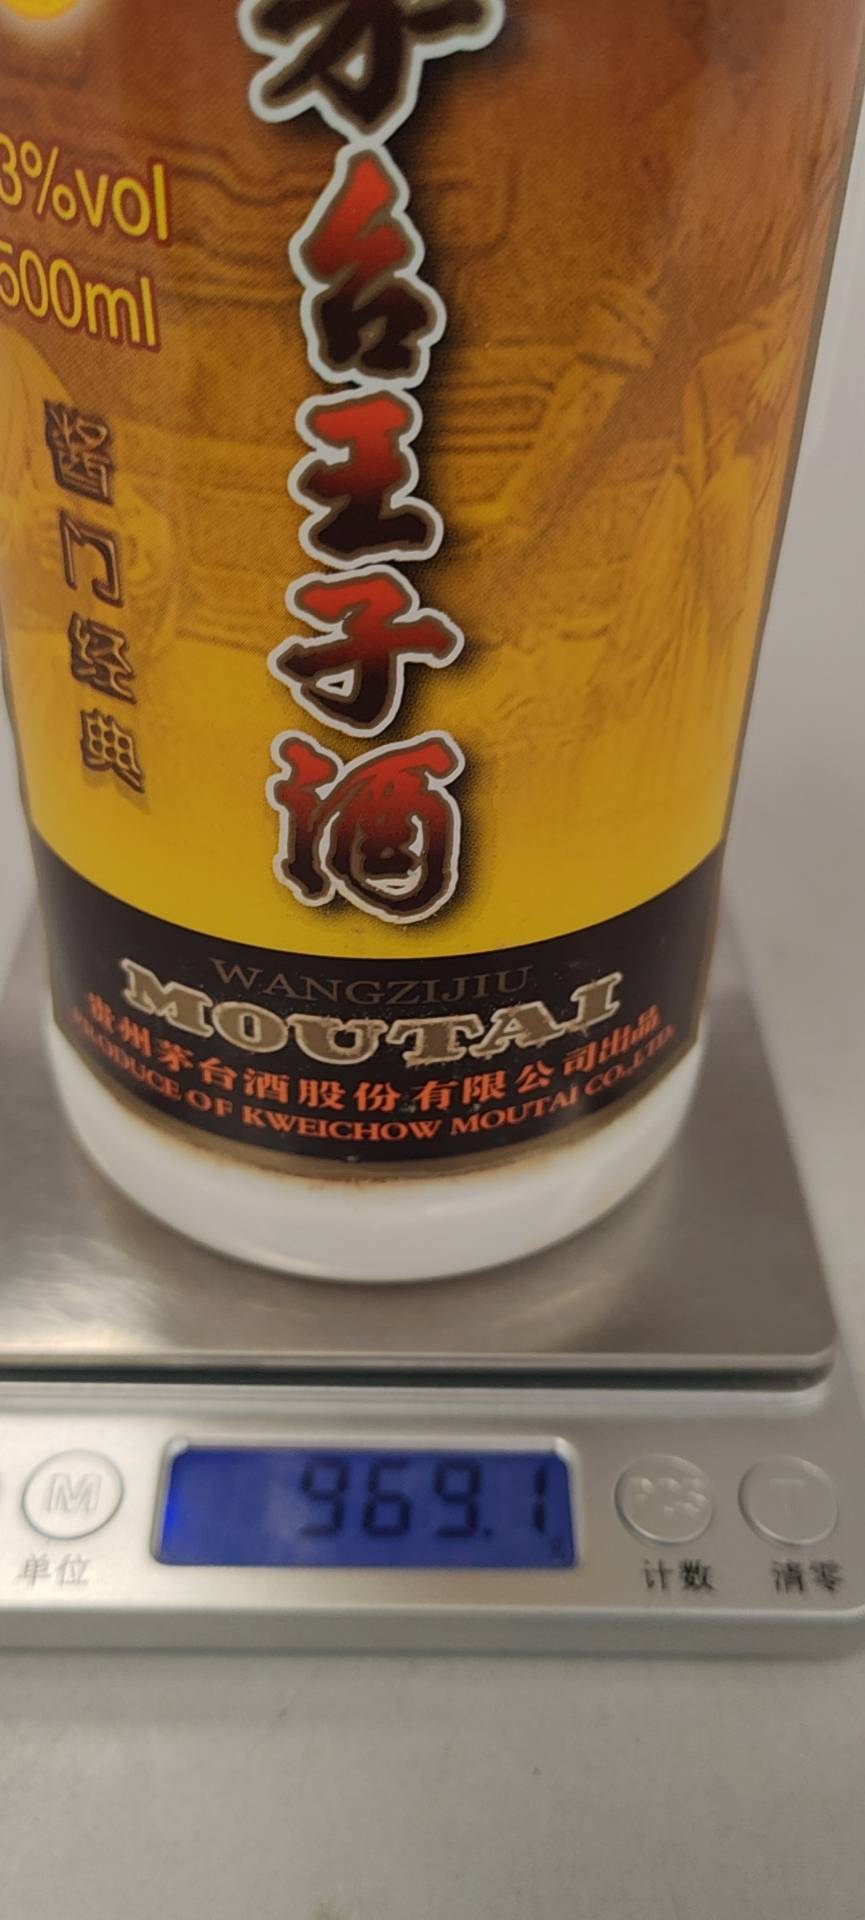 3%vol
500ml
酱门经典
茅台王子酒
WANGZIJIU
MOUTAI
贵州茅台酒股份有限公司出品
PRODUCE OF KWEICHOW MOUTAI CO.,LTD.
969.1
M
T
单位
计数
清零